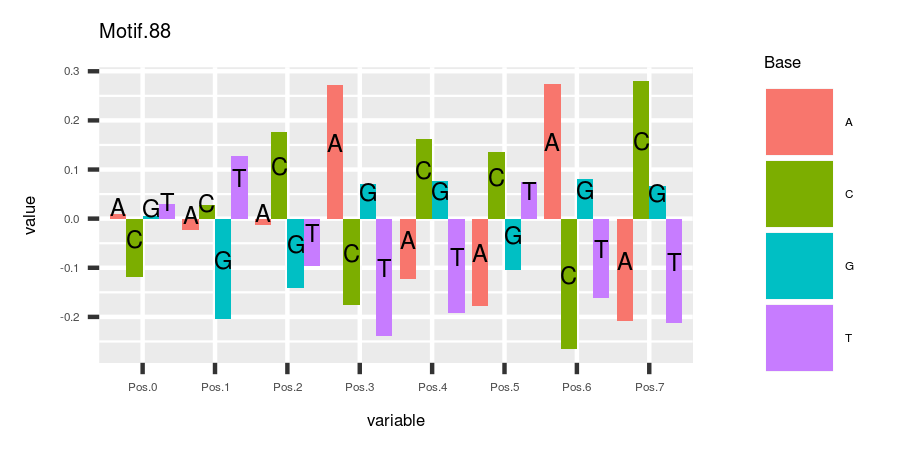 Motif.88
value
0.3
0.2
0.1
0.0
-0.1
-0.2
A C G T A C G T A C G T A C G T A C G T A C G T A C G T A C G T
Pos.0 Pos.1 Pos.2 Pos.3 Pos.4 Pos.5 Pos.6 Pos.7
variable
Base
A
C
G
T